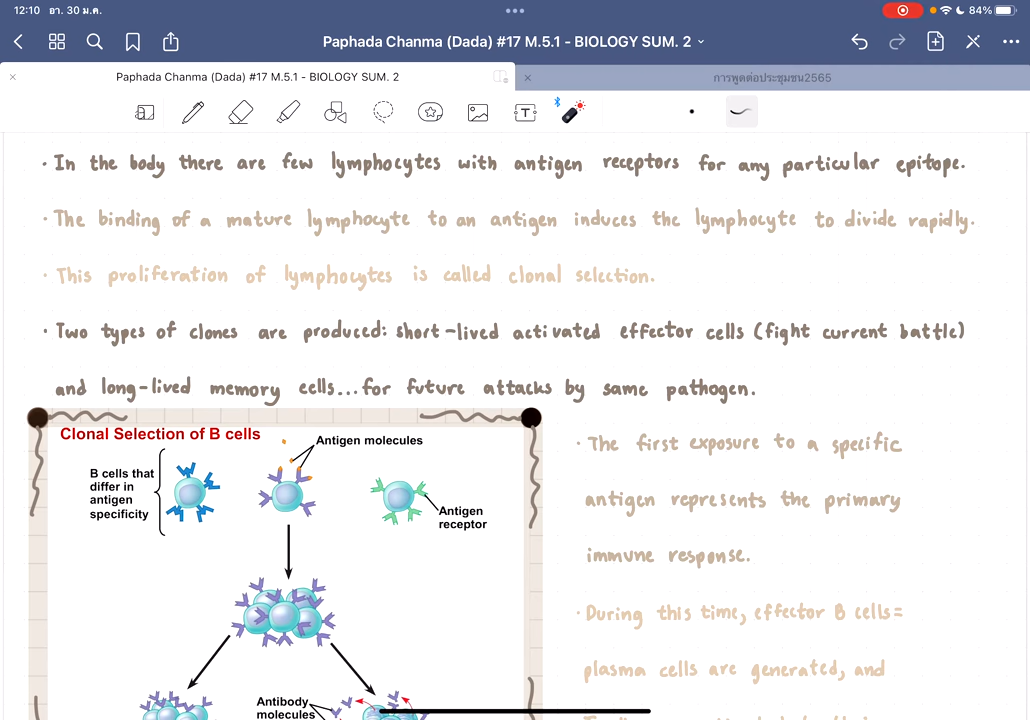 12:10 อา. 30 ม.ค.
84%
Paphada Chanma (Dada) #17 M.5.1 - BIOLOGY SUM. 2
Paphada Chanma (Dada) #17 M.5.1 - BIOLOGY SUM. 2
การพูดต่อประชุมชน2565
· In the body there are few lymphocytes with antigen receptors for any particular epitope.
· The binding of a mature lymphocyte to an antigen induces the lymphocyte to divide rapidly.
· This proliferation of lymphocytes is called clonal selection.
· Two types of clones are produced: short-lived activated effector cells (fight current battle)
and long-lived memory cells...for future attacks by same pathogen.
Clonal Selection of B cells
Antigen molecules
B cells that
differ in
antigen
specificity
Antigen
receptor
Antibody
molecules
· The first exposure to a specific
antigen represents the primary
immune response.
· During this time, effector B cells=
plasma cells are generated, and